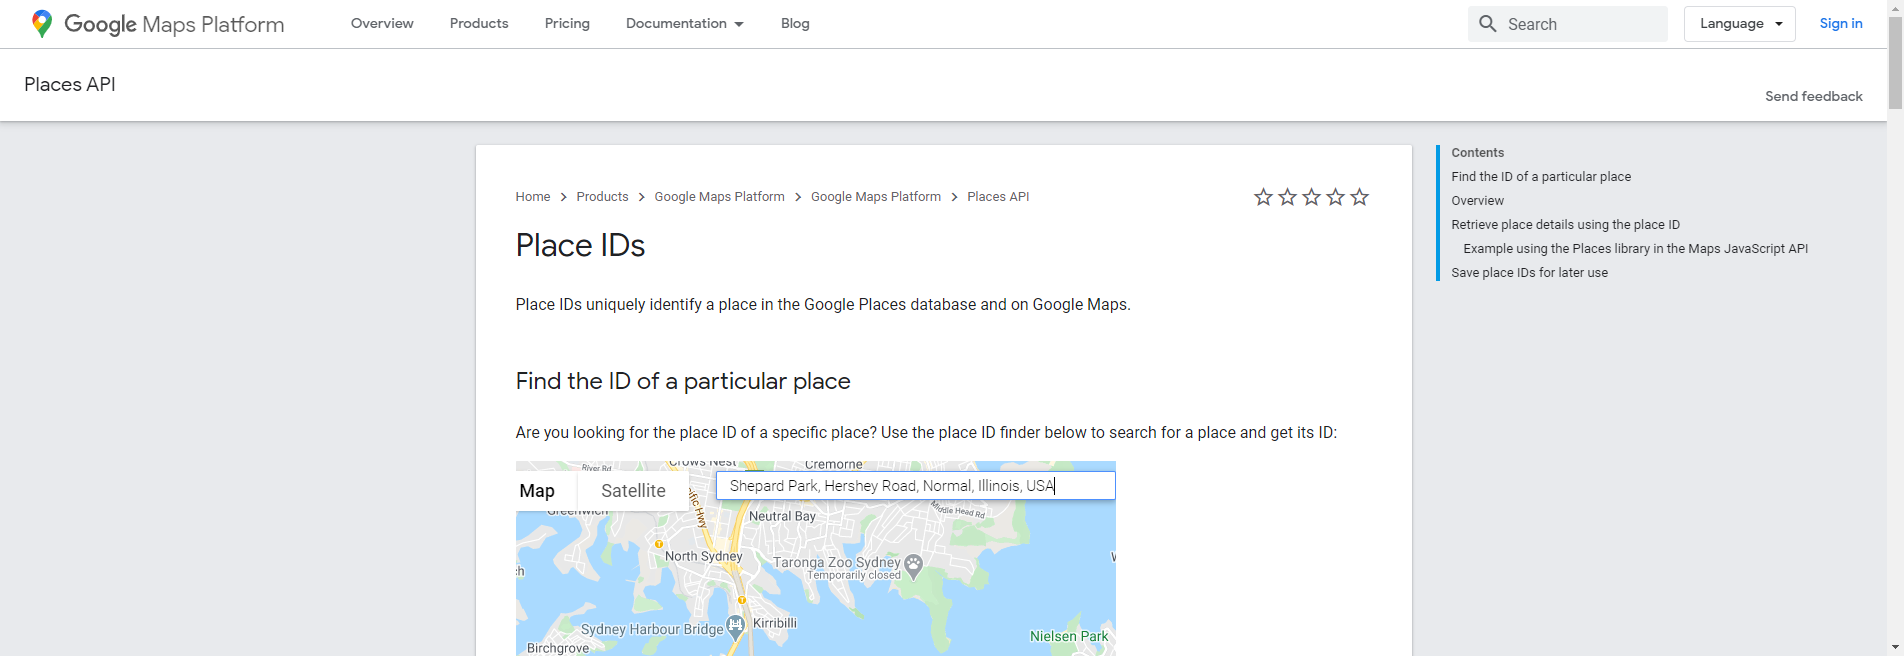 Google Maps Platform
Overview
Products
Pricing
Documentation
Blog
Search
Language
Sign in
Places API
Send feedback
Home
Products
Google Maps Platform
Google Maps Platform
Places API
Place IDs
Place IDs uniquely identify a place in the Google Places database and on Google Maps.
Find the ID of a particular place
Are you looking for the place ID of a specific place? Use the place ID finder below to search for a place and get its ID:
River Rd
Crows Nest
Cremorne
Map
Satellite
Shepard Park, Hershey Road, Normal, Illinois, USA
Greenwich
ific Hwy
Neutral Bay
Middle Head Rd
North Sydney
Taronga Zoo Sydney
Temporarily closed
ch
Sydney Harbour Bridge
Kirribilli
Nielsen Park
Birchgrove
Contents
Find the ID of a particular place
Overview
Retrieve place details using the place ID
Example using the Places library in the Maps JavaScript API
Save place IDs for later use